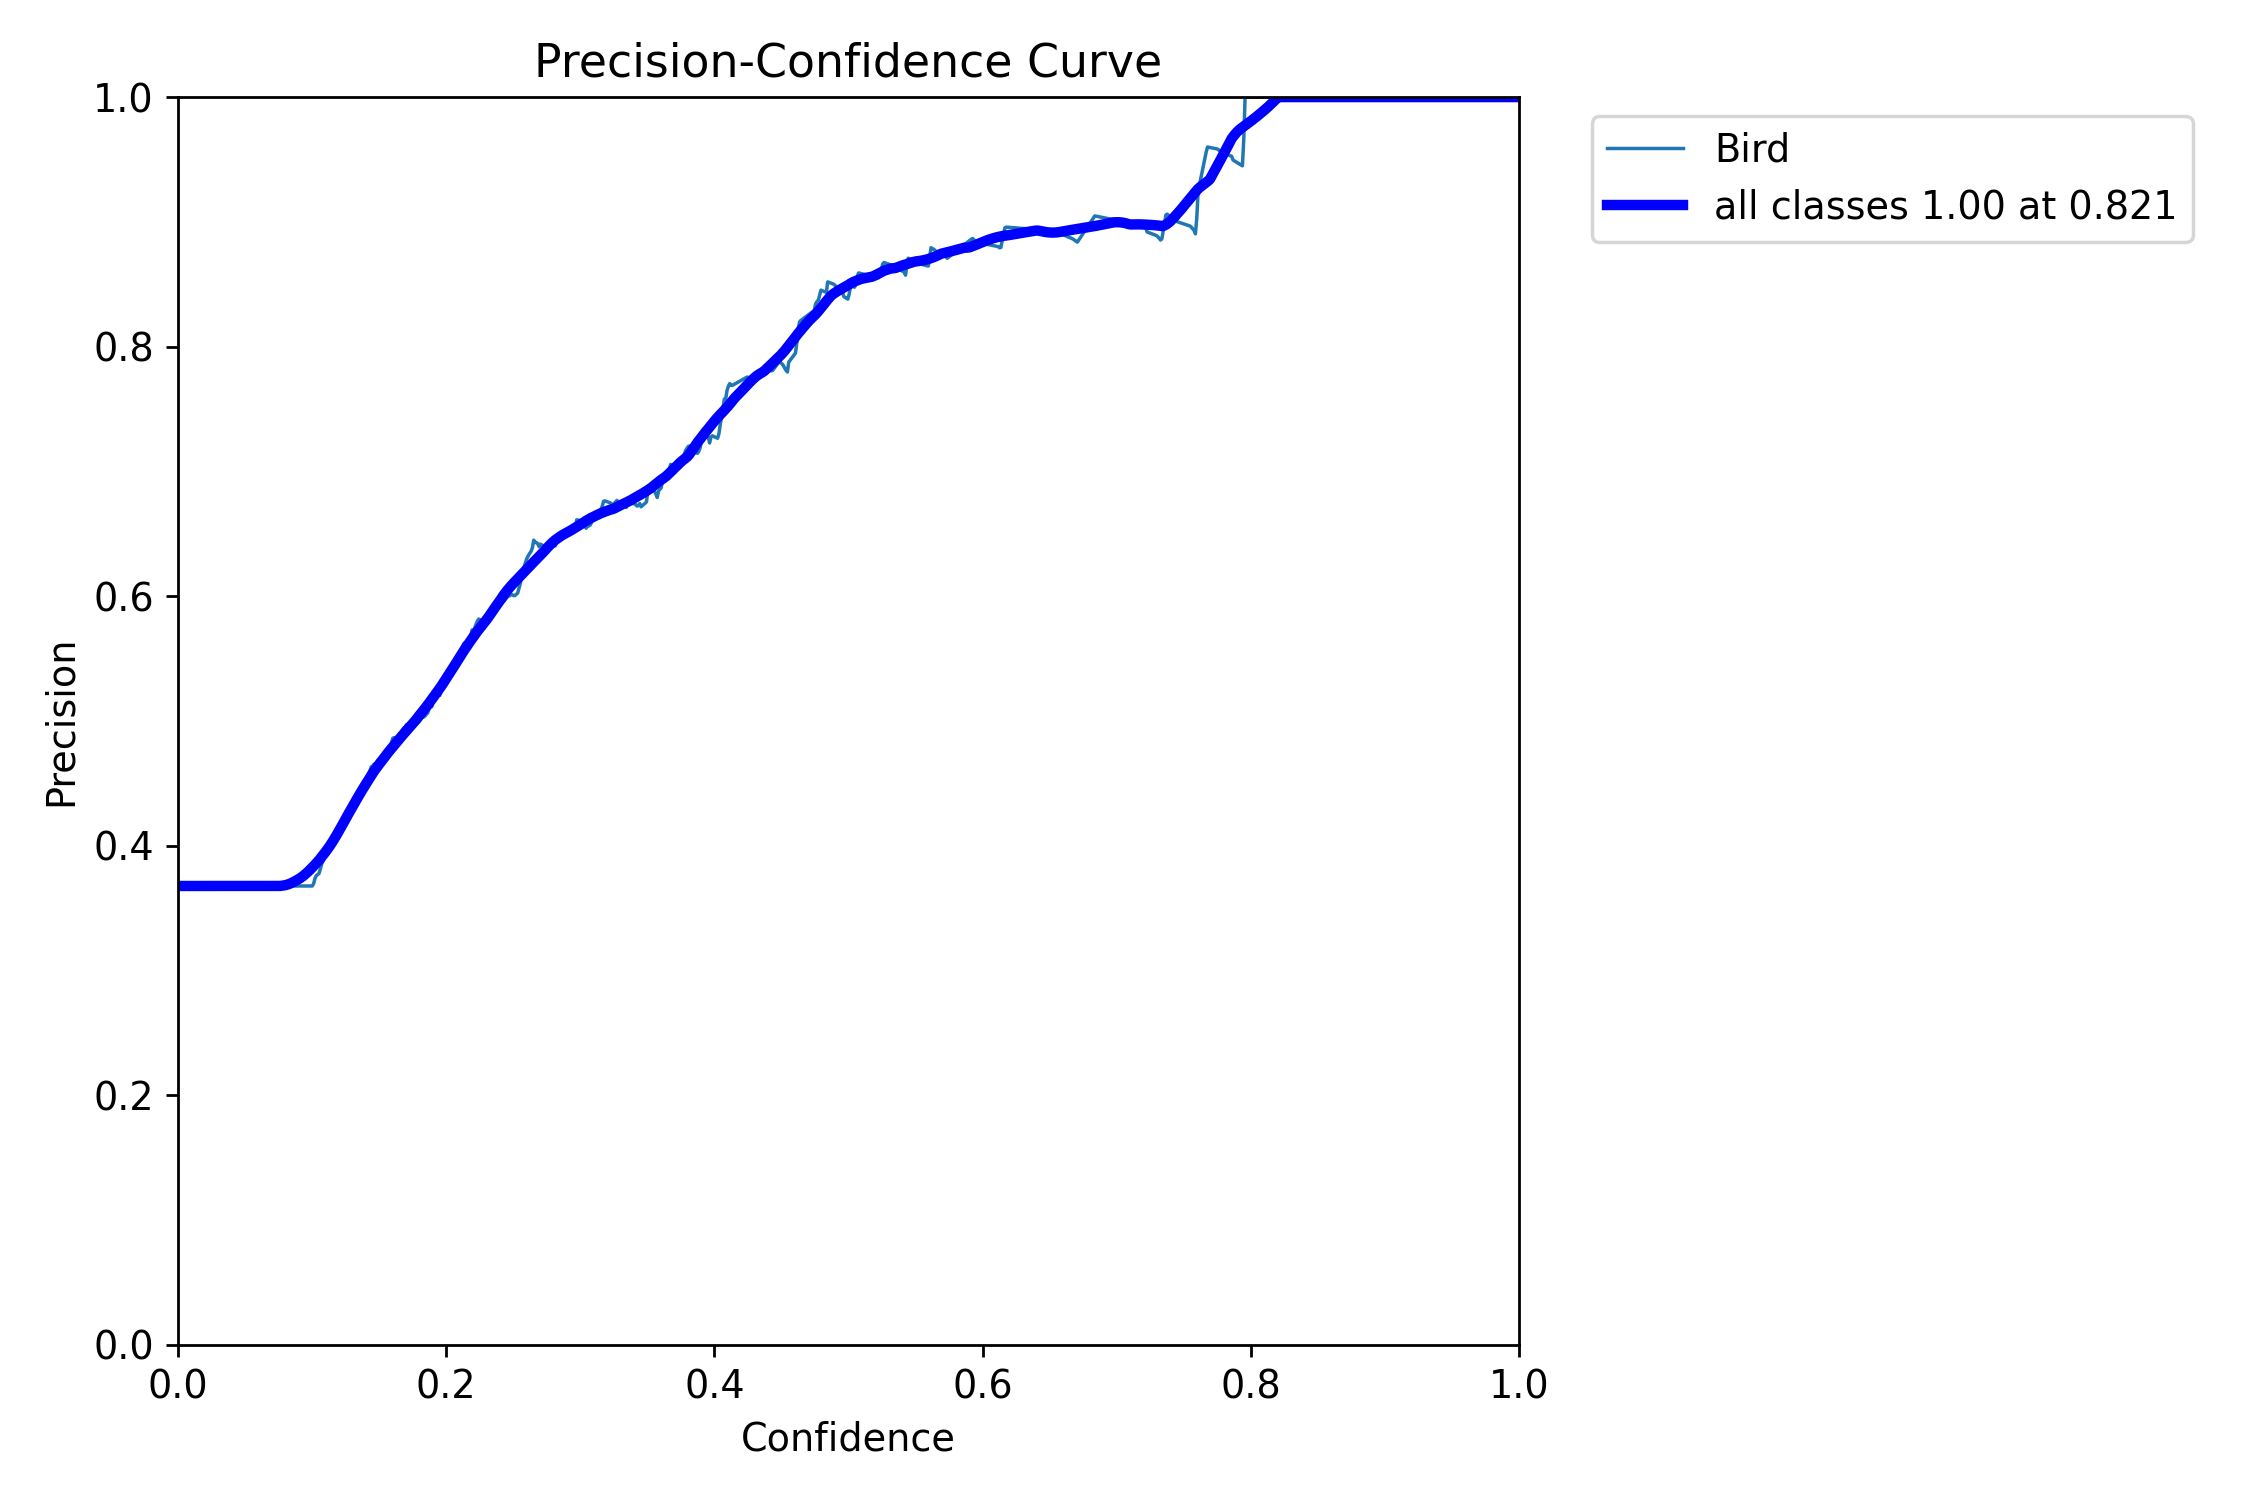 Precision-Confidence Curve
1.0
0.8
0.6
0.4
0.2
0.0
Precision
0.0 0.2 0.4 0.6 0.8 1.0
Confidence
Bird
all classes 1.00 at 0.821